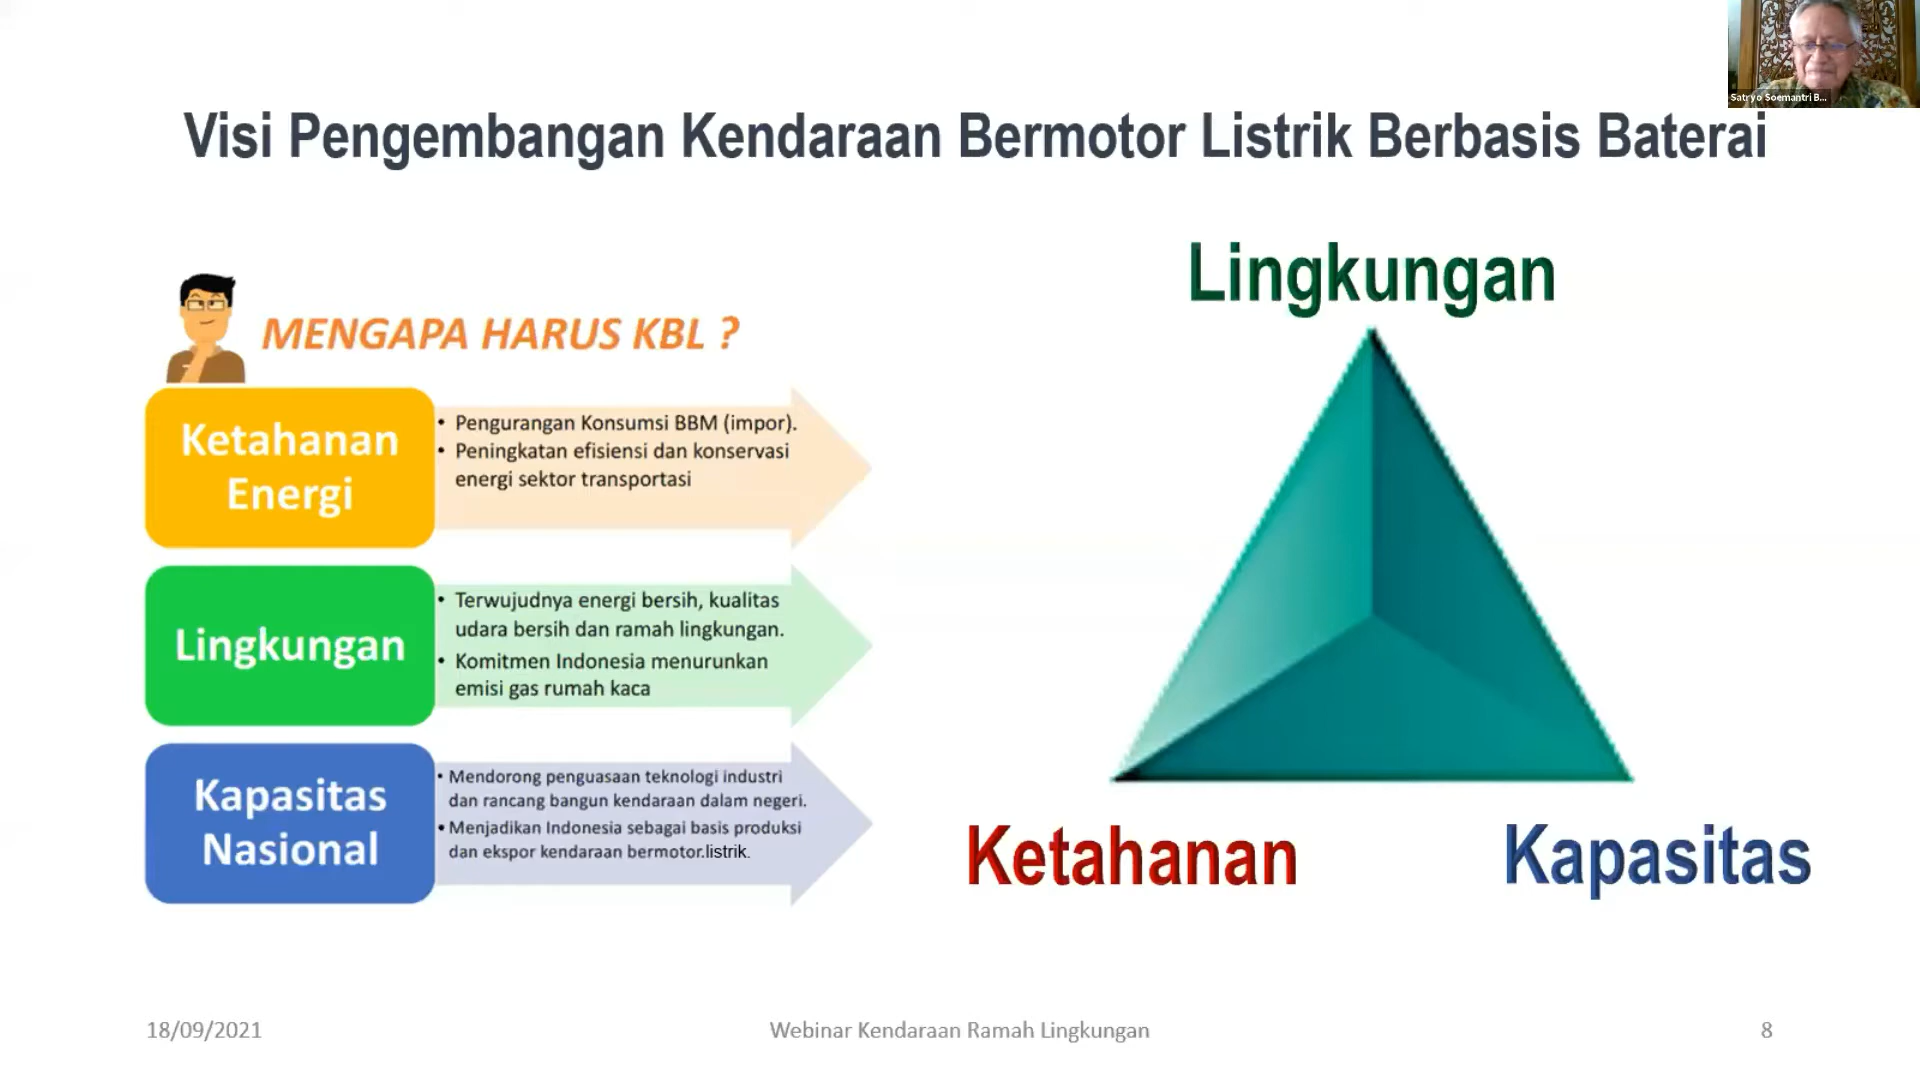 Satryo Soemantri B...
Visi Pengembangan Kendaraan Bermotor Listrik Berbasis Baterai
MENGAPA HARUS KBL ?
Ketahanan
Energi
• Pengurangan Konsumsi BBM (impor).
• Peningkatan efisiensi dan konservasi
energi sektor transportasi
Lingkungan
• Terwujudnya energi bersih, kualitas
udara bersih dan ramah lingkungan.
• Komitmen Indonesia menurunkan
emisi gas rumah kaca
Kapasitas
Nasional
• Mendorong penguasaan teknologi industri
dan rancang bangun kendaraan dalam negeri.
• Menjadikan Indonesia sebagai basis produksi
dan ekspor kendaraan bermotor.listrik.
Lingkungan
Ketahanan
Kapasitas
18/09/2021
Webinar Kendaraan Ramah Lingkungan
8